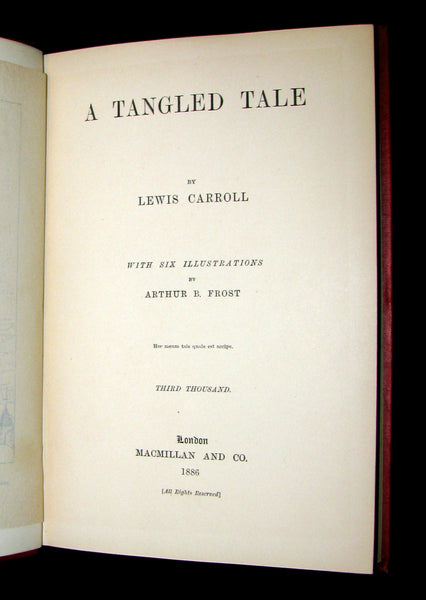 A TANGLED TALE
BY
LEWIS CARROLL
WITH SIX ILLUSTRATIONS
BY
ARTHUR B. FROST
Hoc meum tale quale est accipe.
THIRD THOUSAND.
London
MACMILLAN AND CO.
1886
[All Rights Reserved]